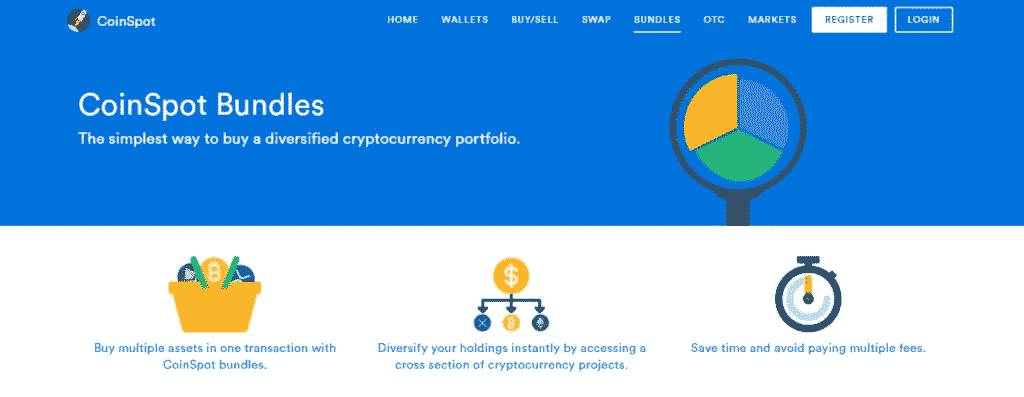 CoinSpot
HOME WALLETS BUY/SELL SWAP BUNDLES OTC MARKETS REGISTER LOGIN
CoinSpot Bundles
The simplest way to buy a diversified cryptocurrency portfolio.
Buy multiple assets in one transaction with
CoinSpot bundles.
Diversify your holdings instantly by accessing a
cross section of cryptocurrency projects.
Save time and avoid paying multiple fees.